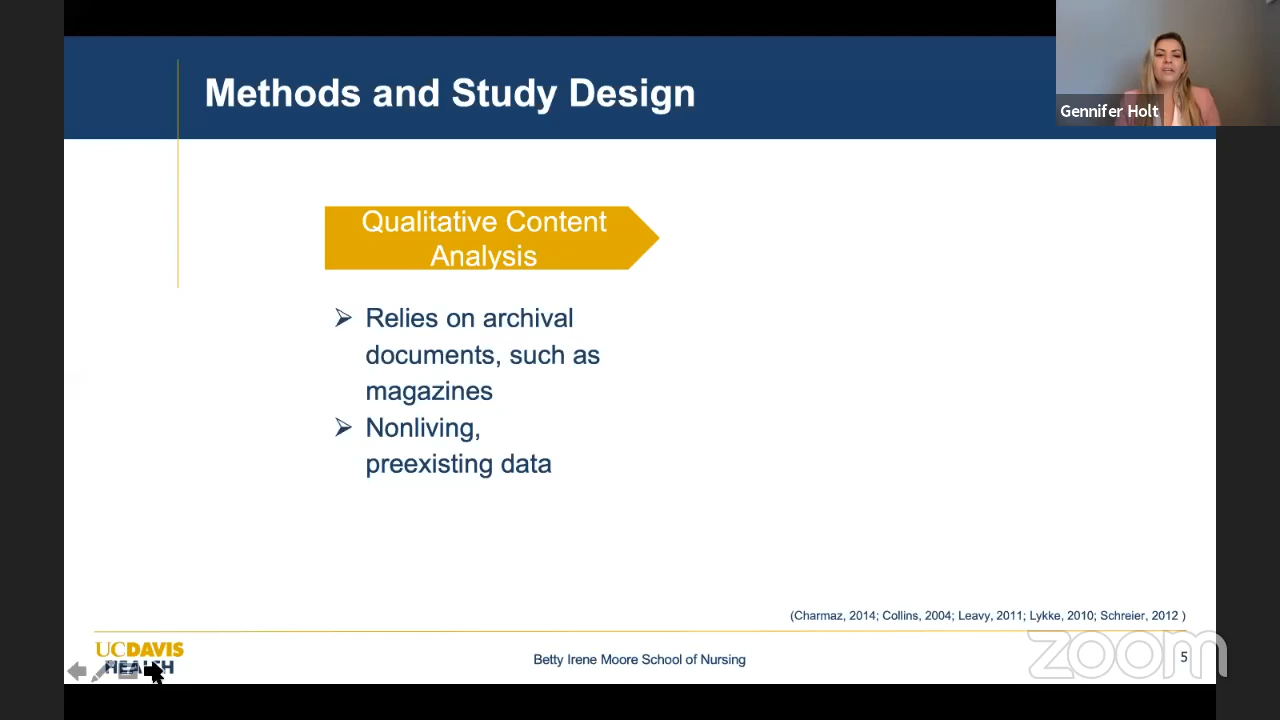 Methods and Study Design
Gennifer Holt
Qualitative Content
Analysis
➢ Relies on archival
documents, such as
magazines
➢ Nonliving,
preexisting data
(Charmaz, 2014; Collins, 2004; Leavy, 2011; Lykke, 2010; Schreier, 2012 )
UCDAVIS
HEALTH
Betty Irene Moore School of Nursing
5
zoom